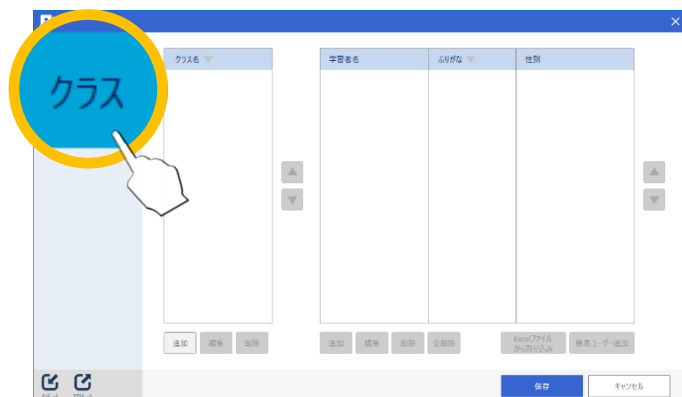 クラス
クラス名 ▼
学習者名 ふりがな ▼ 性別
追加 編集 削除
追加 編集 削除 全削除
Excelファイル
から取り込み
簡易ユーザー追加
保存 キャンセル